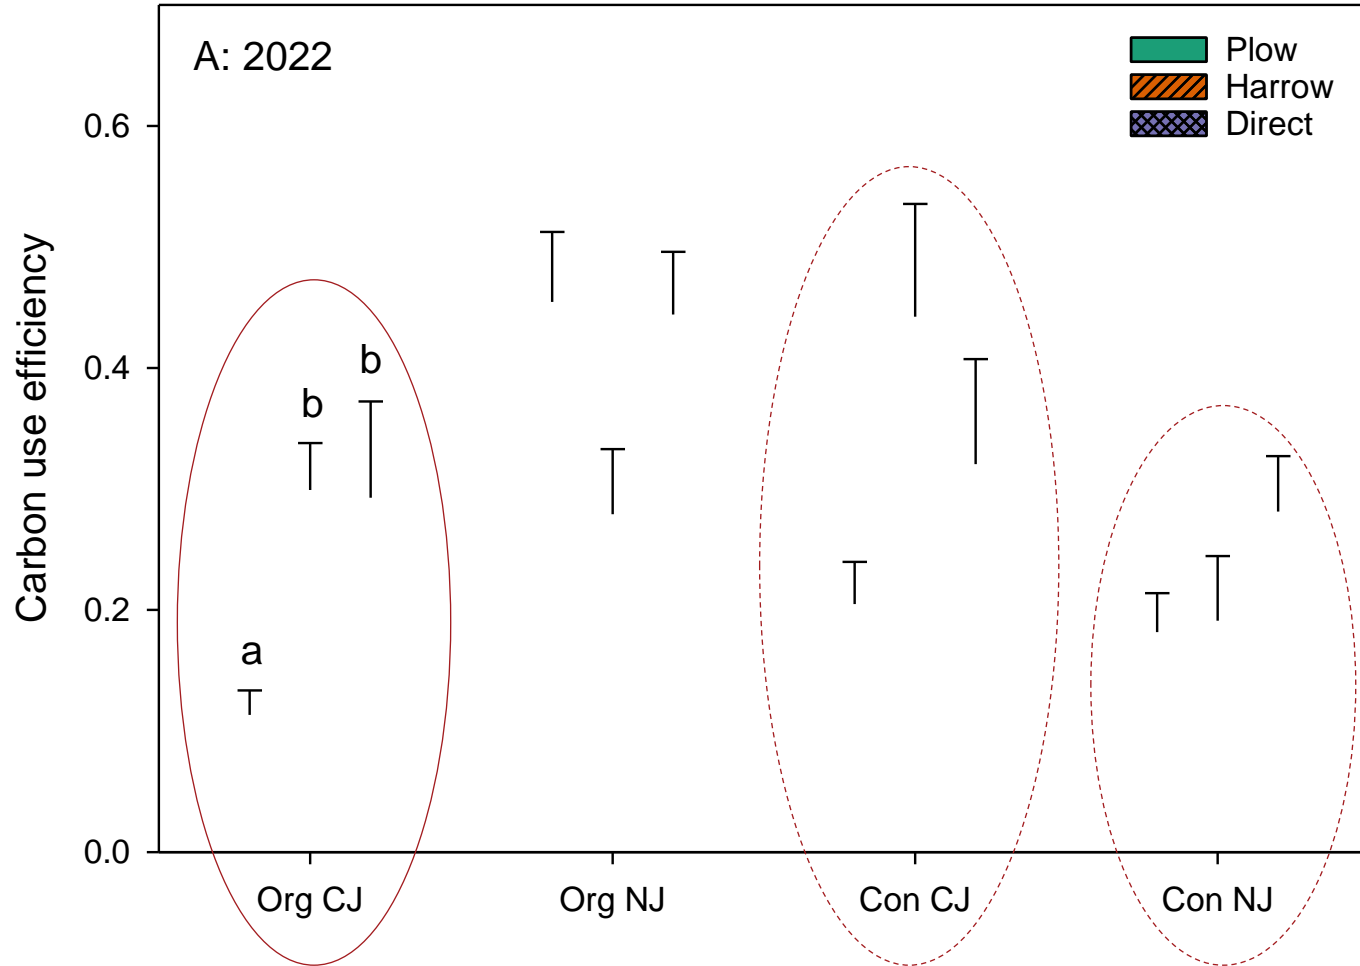 A: 2022
Plow
Harrow
Direct
Carbon use efficiency
0.6
0.4
0.2
0.0
a
b
b
Org CJ
Org NJ
Con CJ
Con NJ